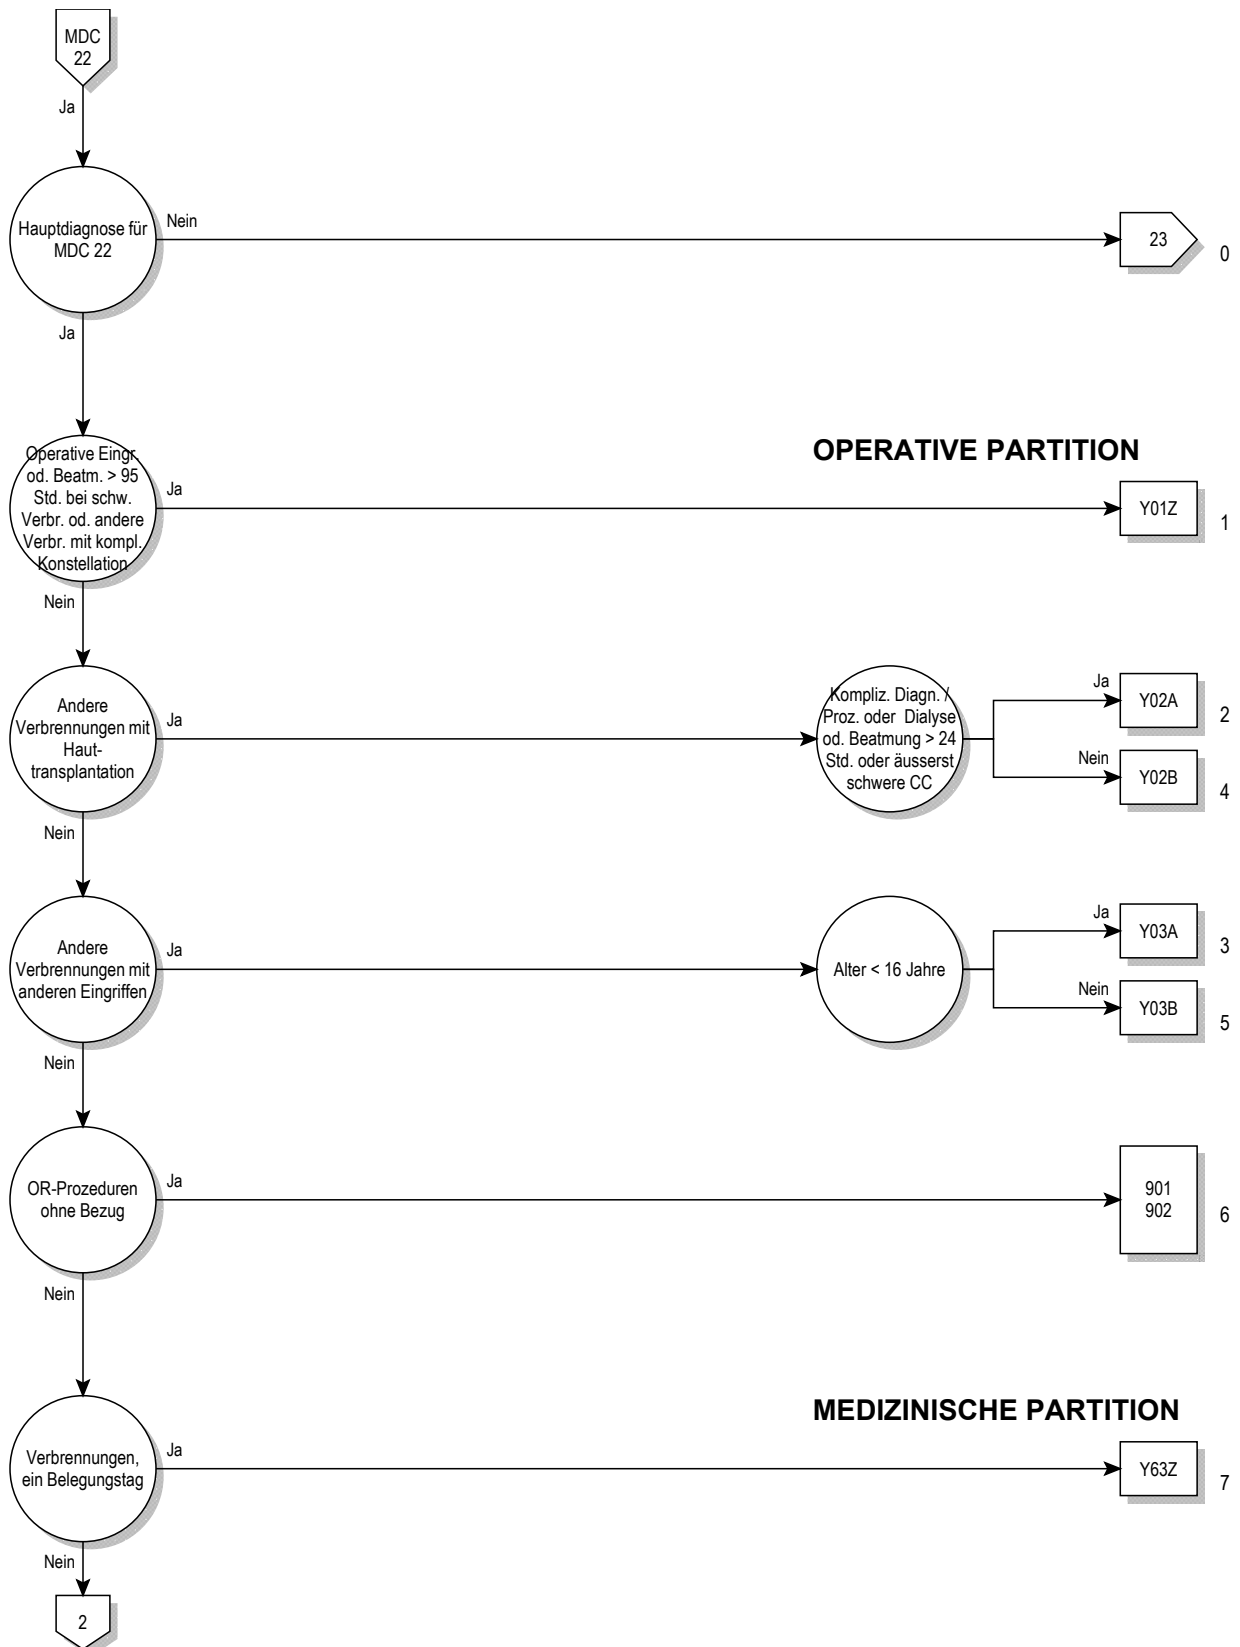 MDC
22
Ja
Hauptdiagnose für
MDC 22
Nein
23
0
Ja
OPERATIVE PARTITION
Operative Eingr.
od. Beatm. > 95
Std. bei schw.
Verbr. od. andere
Verbr. mit kompl.
Konstellation
Ja
Y01Z
1
Nein
Andere
Verbrennungen mit
Haut-
transplantation
Ja
Kompliz. Diagn. /
Proz. oder Dialyse
od. Beatmung > 24
Std. oder äusserst
schwere CC
Ja
Y02A
2
Nein
Y02B
4
Nein
Andere
Verbrennungen mit
anderen Eingriffen
Ja
Alter < 16 Jahre
Ja
Y03A
3
Nein
Y03B
5
Nein
OR-Prozeduren
ohne Bezug
Ja
901
902
6
Nein
MEDIZINISCHE PARTITION
Verbrennungen,
ein Belegungstag
Ja
Y63Z
7
Nein
2